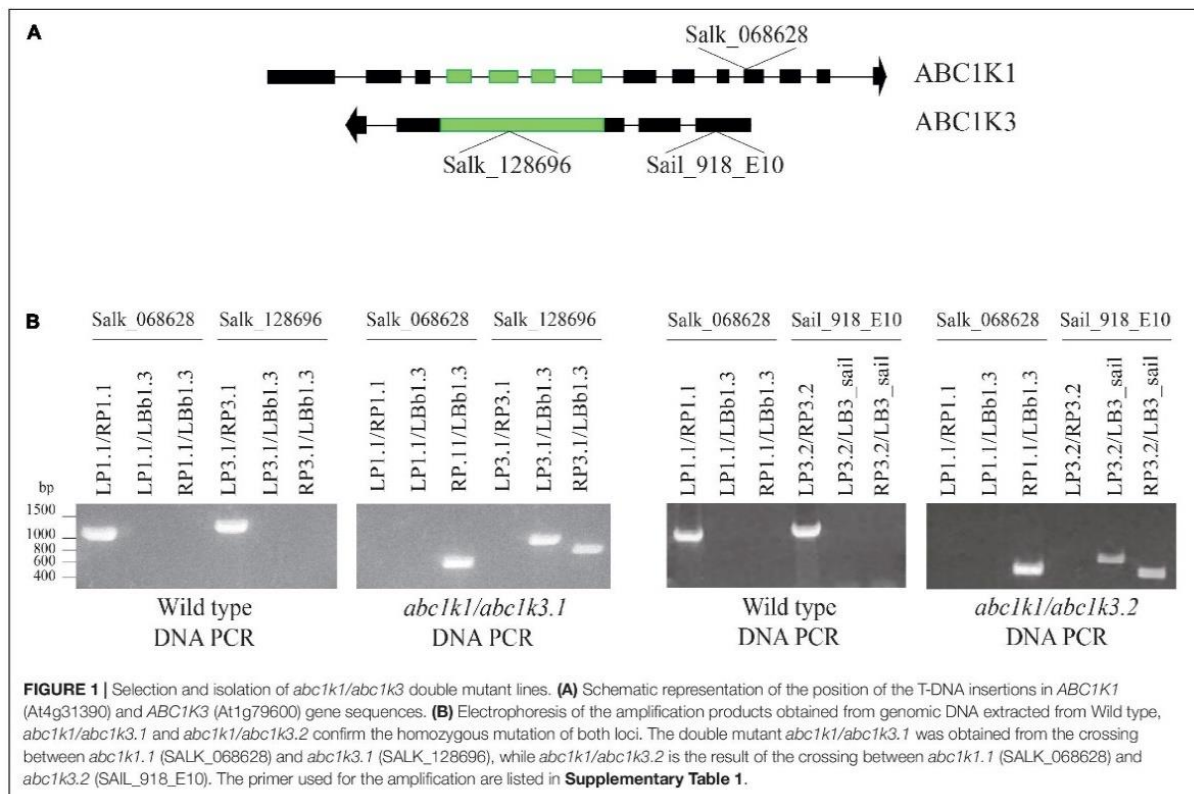 A
Salk_068628
ABC1K1
ABC1K3
Salk_128696
Sail_918_E10
B
Salk_068628
Salk_128696
Salk_068628
Salk_128696
Salk_068628
Sail_918_E10
Salk_068628
Sail_918_E10
LP1.1/RP1.1
LP1.1/LBb1.3
RP1.1/LBb1.3
LP3.1/RP3.1
LP3.1/LBb1.3
RP3.1/LBb1.3
LP1.1/RP1.1
LP1.1/LBb1.3
RP.11/LBb1.3
LP3.1/RP3.1
LP3.1/LBb1.3
RP3.1/LBb1.3
LP1.1/RP1.1
LP1.1/LBb1.3
RP1.1/LBb1.3
LP3.2/RP3.2
LP3.2/LB3_sail
RP3.2/LB3_sail
LP1.1/RP1.1
LP1.1/LBb1.3
RP1.1/LBb1.3
LP3.2/RP3.2
LP3.2/LB3_sail
RP3.2/LB3_sail
bp
1500
1000
800
600
400
Wild type
DNA PCR
abc1k1/abc1k3.1
DNA PCR
Wild type
DNA PCR
abc1k1/abc1k3.2
DNA PCR
FIGURE 1 | Selection and isolation of abc1k1/abc1k3 double mutant lines. (A) Schematic representation of the position of the T-DNA insertions in ABC1K1
(At4g31390) and ABC1K3 (At1g79600) gene sequences. (B) Electrophoresis of the amplification products obtained from genomic DNA extracted from Wild type,
abc1k1/abc1k3.1 and abc1k1/abc1k3.2 confirm the homozygous mutation of both loci. The double mutant abc1k1/abc1k3.1 was obtained from the crossing
between abc1k1.1 (SALK_068628) and abc1k3.1 (SALK_128696), while abc1k1/abc1k3.2 is the result of the crossing between abc1k1.1 (SALK_068628) and
abc1k3.2 (SAIL_918_E10). The primer used for the amplification are listed in Supplementary Table 1.